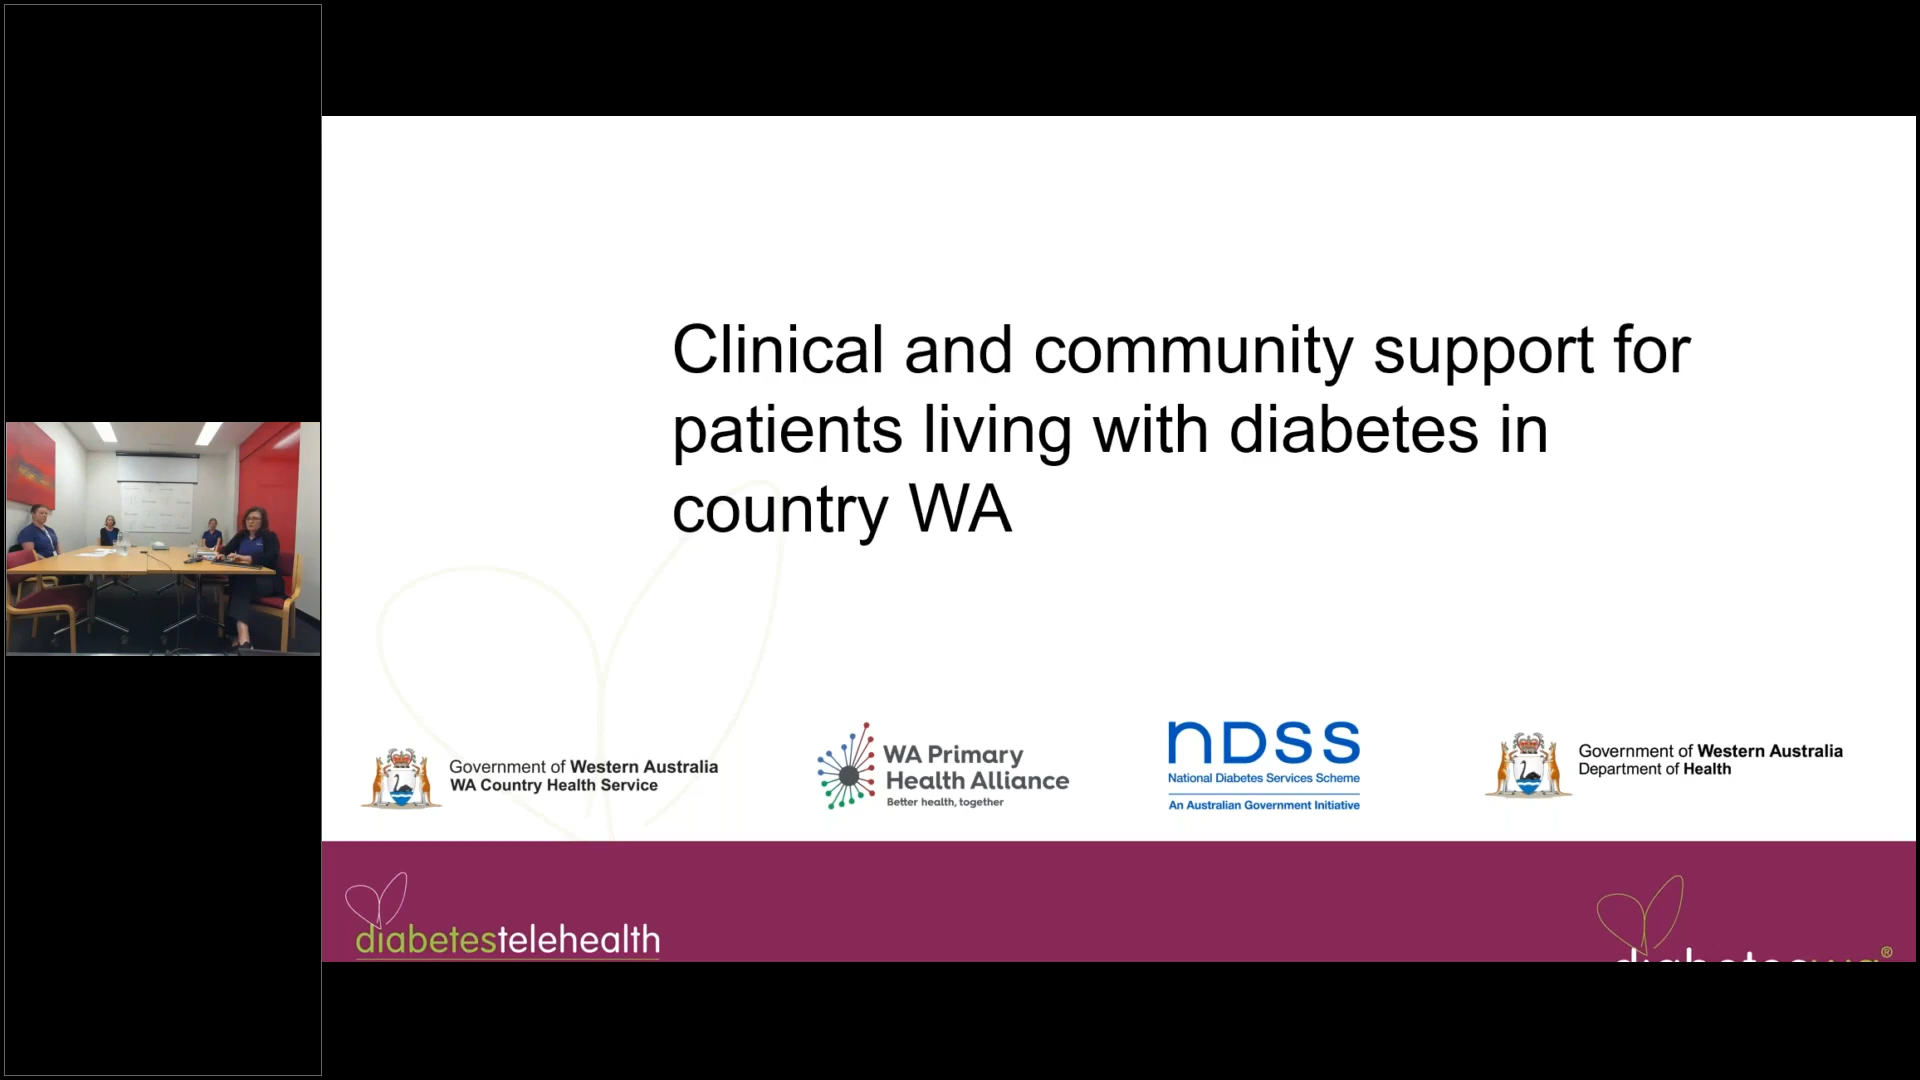 Clinical and community support for
patients living with diabetes in
country WA
Government of Western Australia
WA Country Health Service
WA Primary
Health Alliance
Better health, together
NDSS
National Diabetes Services Scheme
An Australian Government Initiative
Government of Western Australia
Department of Health
diabetestelehealth
diabeteswa®